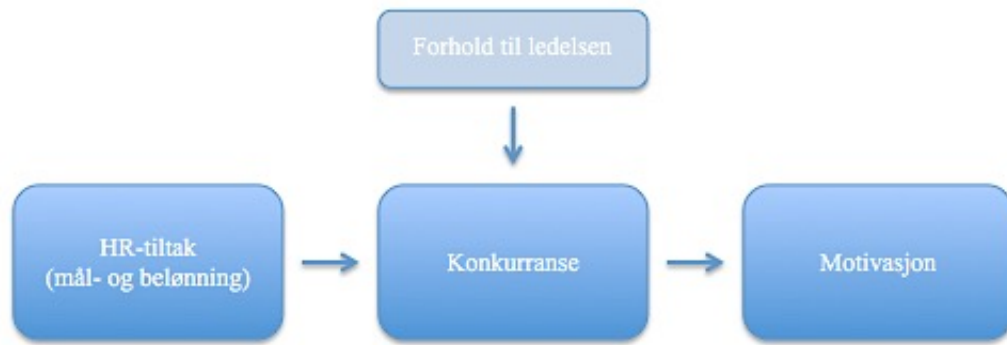 Forhold til ledelsen
HR-tiltak
(mål- og belønning)
Konkurranse
Motivasjon